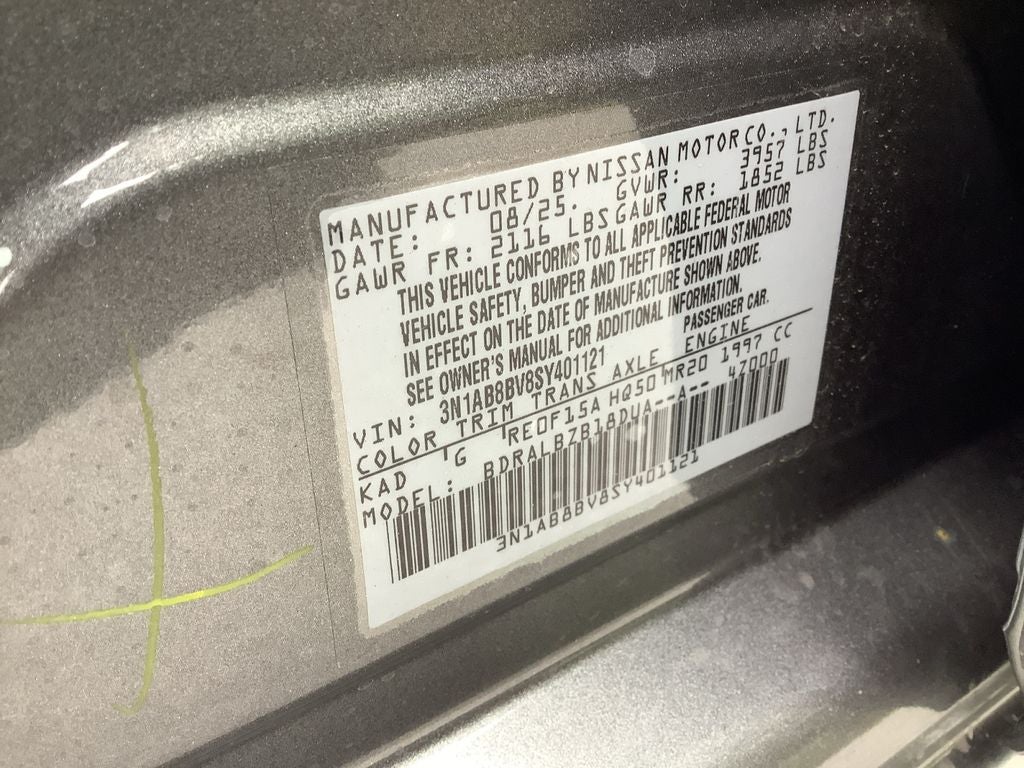 MANUFACTURED BY NISSAN MOTOR CO., LTD.
DATE: 08/25. GVWR: 3957 LBS
GAWR FR: 2116 LBS GAWR RR: 1852 LBS
THIS VEHICLE CONFORMS TO ALL APPLICABLE FEDERAL MOTOR
VEHICLE SAFETY, BUMPER AND THEFT PREVENTION STANDARDS
IN EFFECT ON THE DATE OF MANUFACTURE SHOWN ABOVE.
SEE OWNER'S MANUAL FOR ADDITIONAL INFORMATION.
VIN: 3N1AB8BV8SY401121 PASSENGER CAR.
COLOR TRIM TRANS AXLE ENGINE
KAD G RE0F15A HQ50 MR20 1997 CC
MODEL: BDRALBZB18DUA--A-- 47000
3N1AB8BV8SY401121